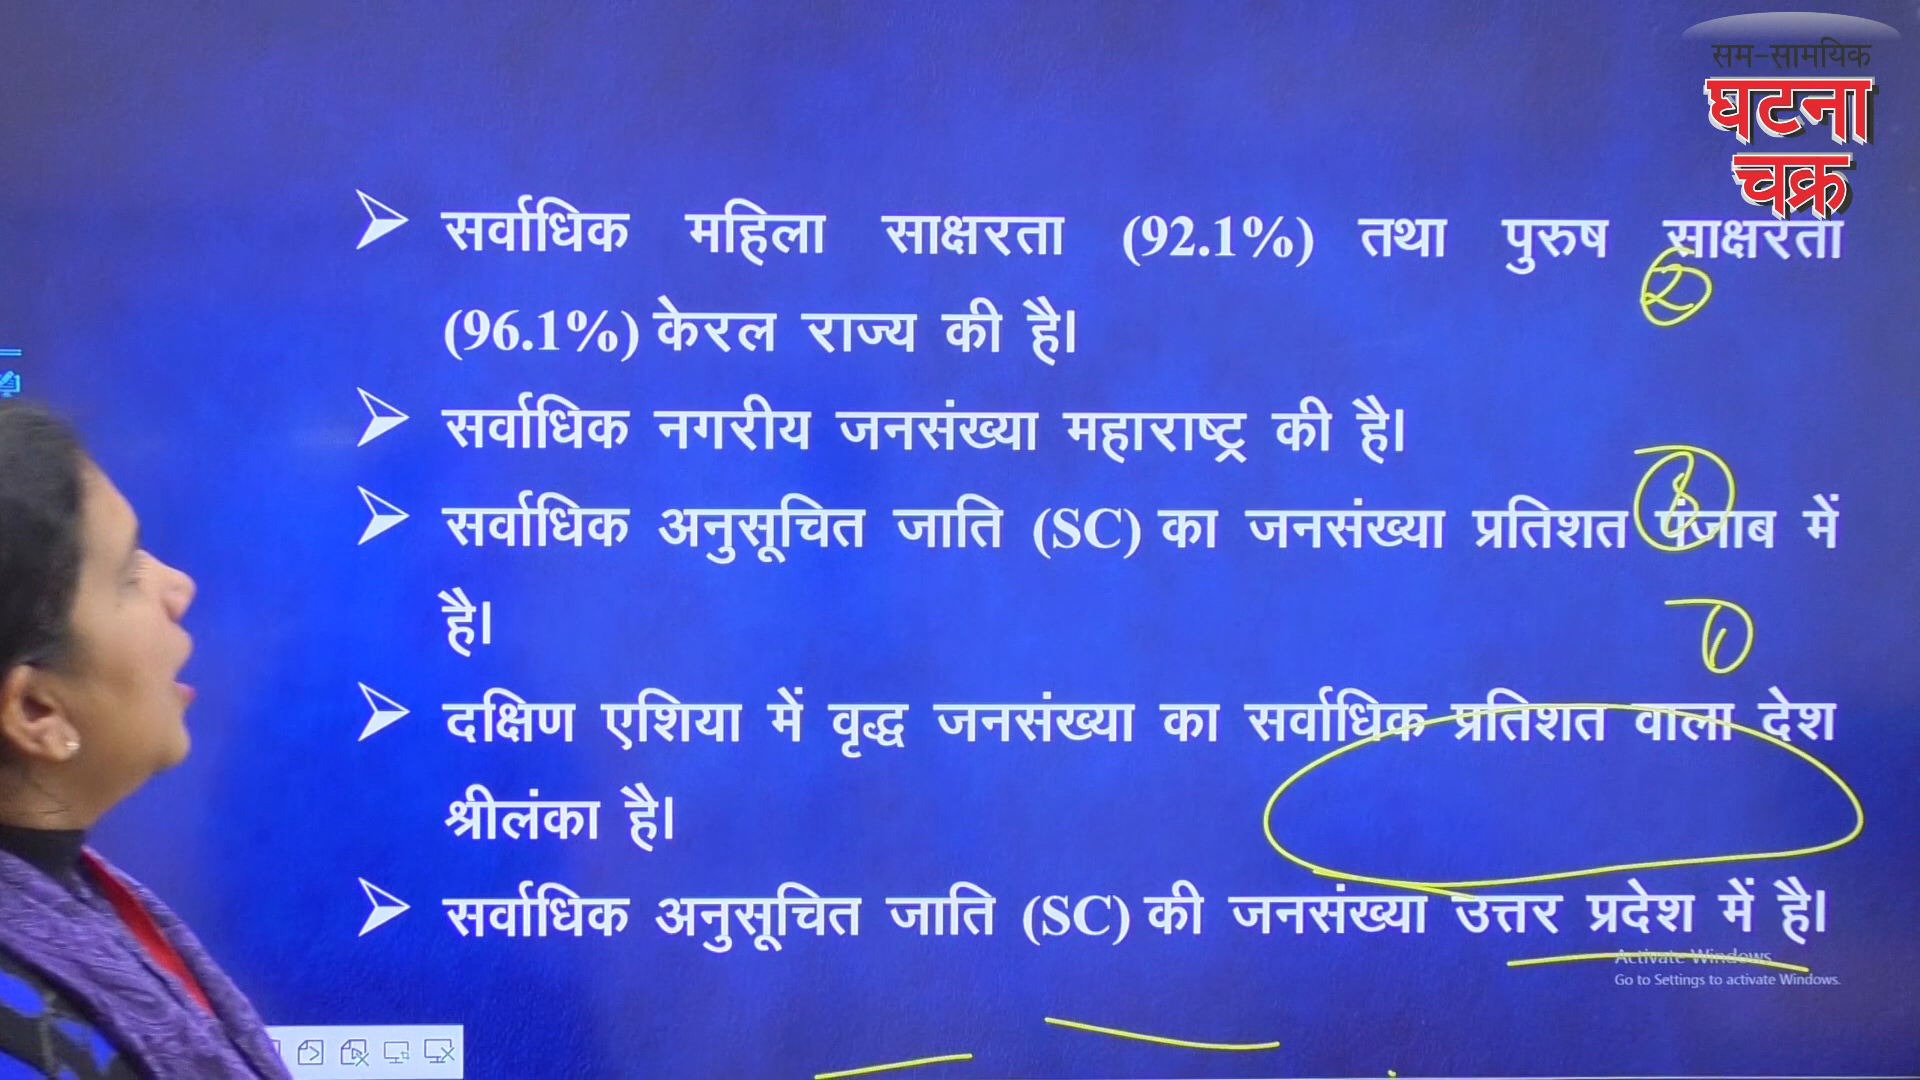 सम-सामयिक
घटना
चक्र
सर्वाधिक महिला साक्षरता (92.1%) तथा पुरुष साक्षरता
(96.1%) केरल राज्य की है।
सर्वाधिक नगरीय जनसंख्या महाराष्ट्र की है।
सर्वाधिक अनुसूचित जाति (SC) का जनसंख्या प्रतिशत पंजाब में
है।
दक्षिण एशिया में वृद्ध जनसंख्या का सर्वाधिक प्रतिशत वाला देश
श्रीलंका है।
सर्वाधिक अनुसूचित जाति (SC) की जनसंख्या उत्तर प्रदेश में है।
Activate Windows
Go to Settings to activate Windows.